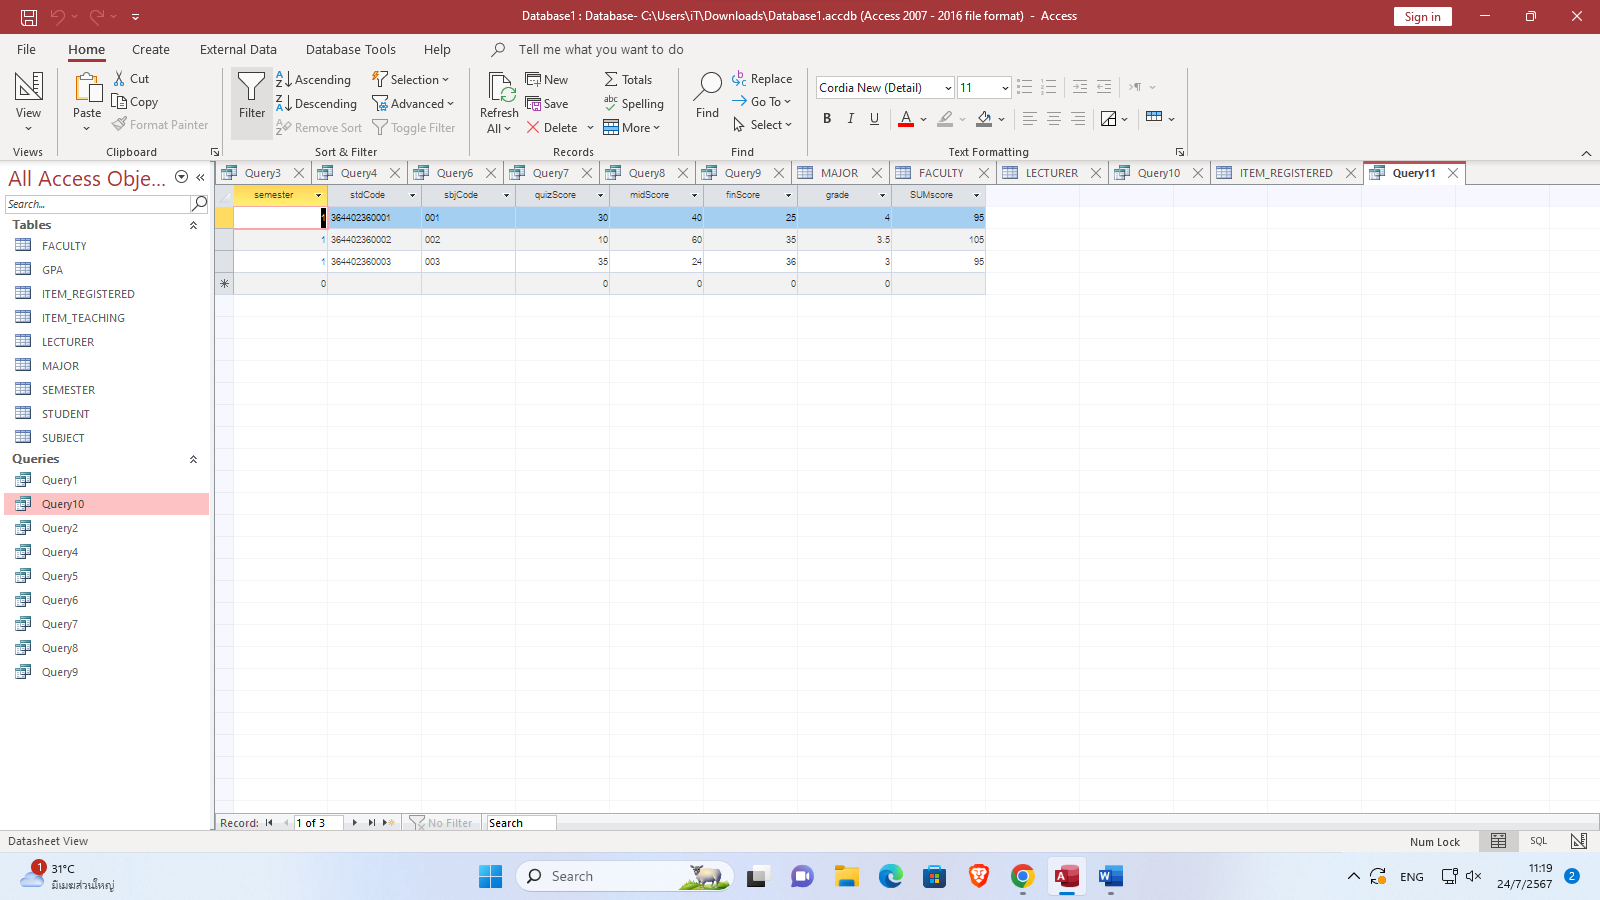 Database1 : Database- C:\Users\iT\Downloads\Database1.accdb (Access 2007 - 2016 file format) - Access
Sign in
File Home Create External Data Database Tools Help Tell me what you want to do
View
Views
Paste
Cut
Copy
Format Painter
Clipboard
Filter
Ascending
Descending
Remove Sort
Selection
Advanced
Toggle Filter
Sort & Filter
Refresh All
New
Save
Delete
Totals
Spelling
More
Records
Find
Replace
Go To
Select
Find
Cordia New (Detail) 11
B I U
Text Formatting
All Access Obje...
Search...
Tables
FACULTY
GPA
ITEM_REGISTERED
ITEM_TEACHING
LECTURER
MAJOR
SEMESTER
STUDENT
SUBJECT
Queries
Query1
Query10
Query2
Query4
Query5
Query6
Query7
Query8
Query9
Query3 Query4 Query6 Query7 Query8 Query9 MAJOR FACULTY LECTURER Query10 ITEM_REGISTERED Query11
semester stdCode sbjCode quizScore midScore finScore grade SUMscore
1 364402360001 001 30 40 25 4 95
1 364402360002 002 10 60 35 3.5 105
1 364402360003 003 35 24 36 3 95
0 0 0 0 0
Record: 1 of 3 No Filter Search
Datasheet View
Num Lock
SQL
1
31°C
มีเมฆส่วนใหญ่
Search
ENG
11:19
24/7/2567
2